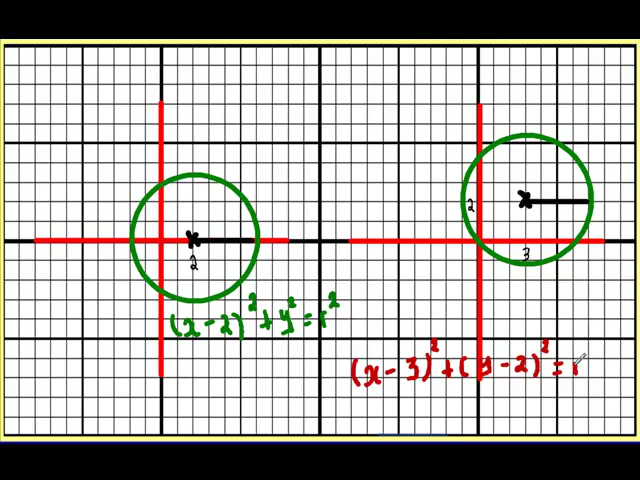 2
2
3
(x-2)²+y²=r²
(x-3)²+(y-2)²=r